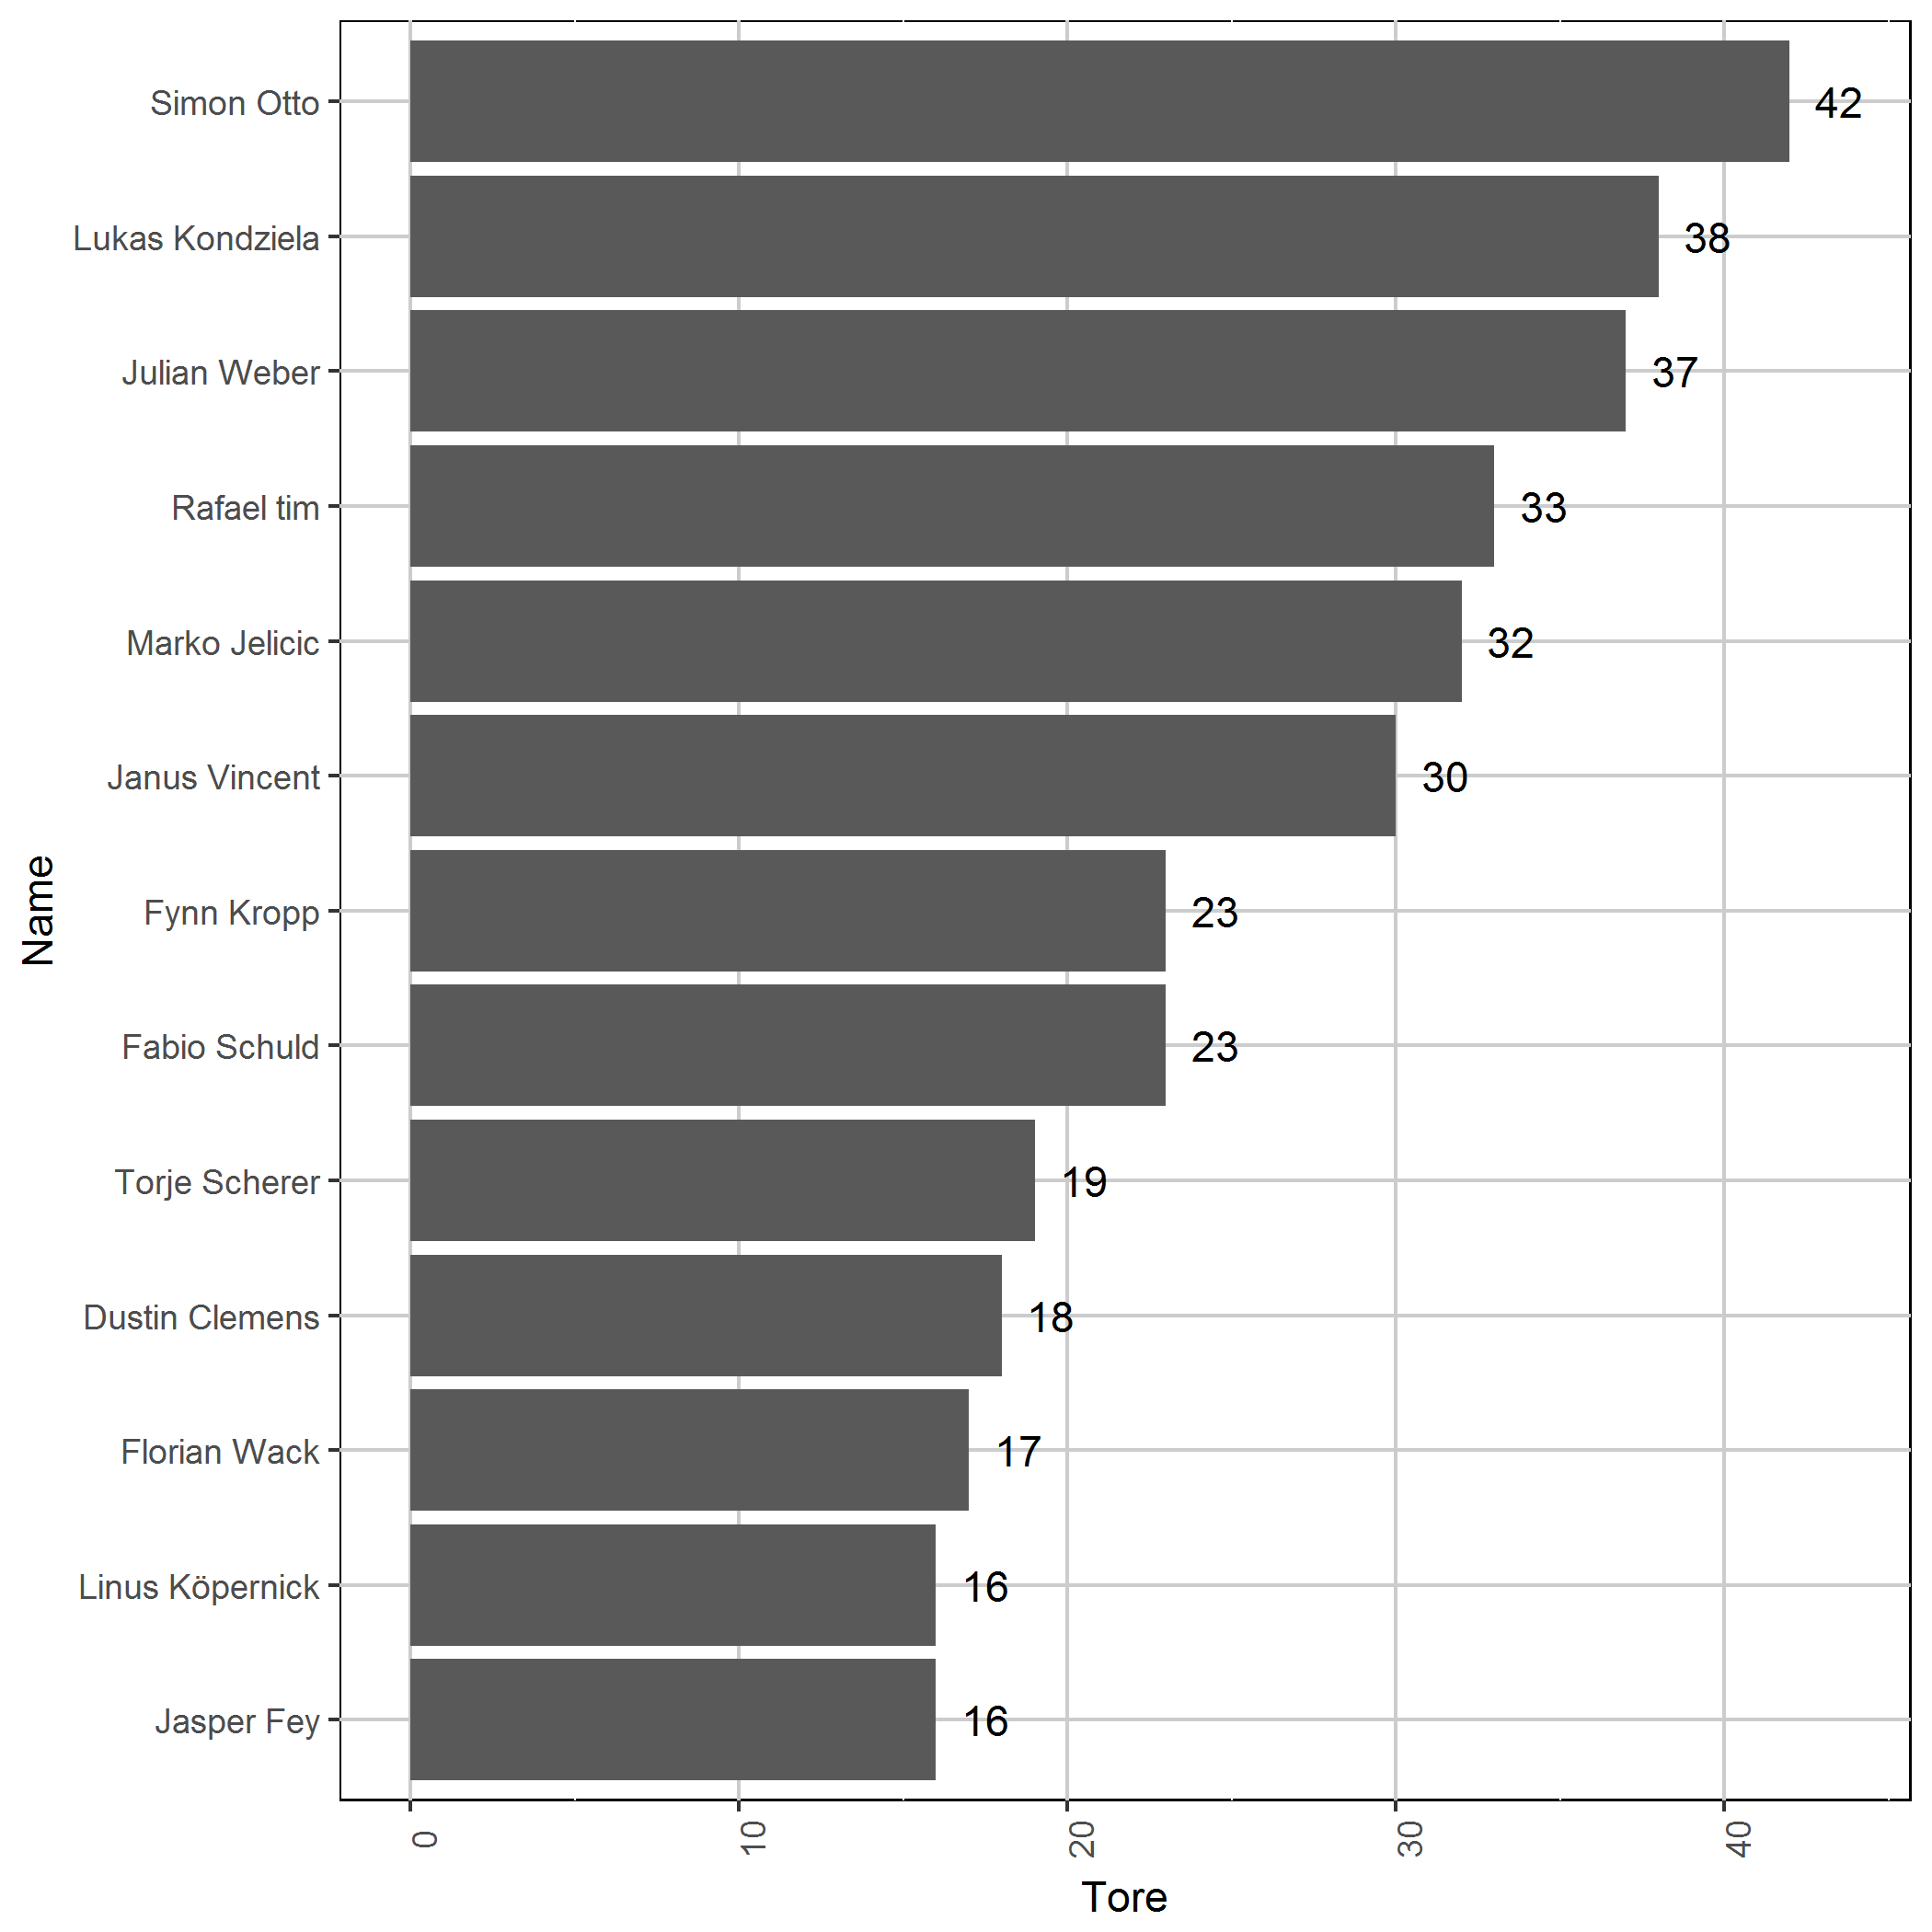 Simon Otto 42
Lukas Kondziela 38
Julian Weber 37
Rafael tim 33
Marko Jelicic 32
Janus Vincent 30
Fynn Kropp 23
Fabio Schuld 23
Torje Scherer 19
Dustin Clemens 18
Florian Wack 17
Linus Köpernick 16
Jasper Fey 16
Name
0 10 20 30 40
Tore